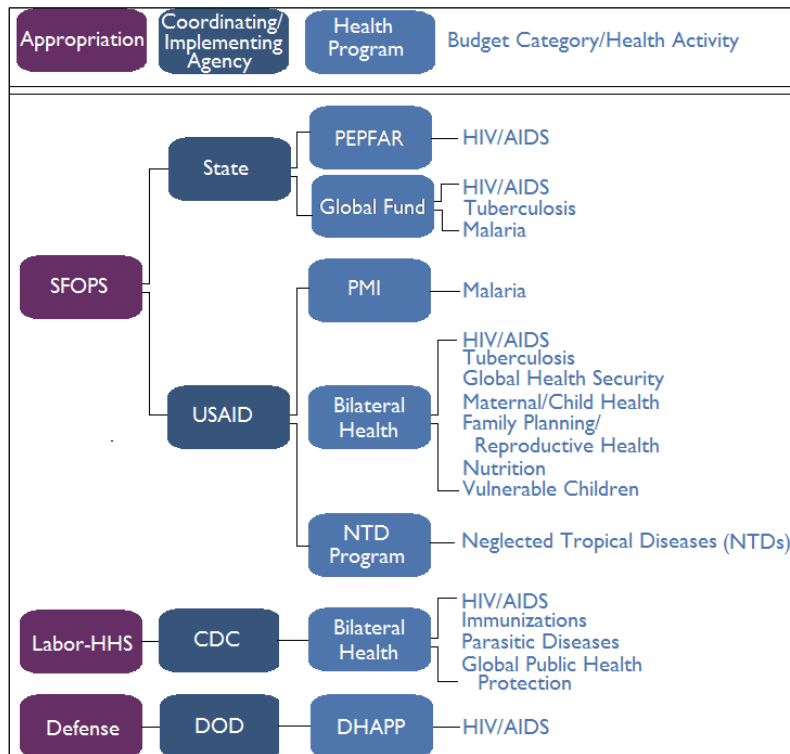 Appropriation
Coordinating/
Implementing
Agency
Health
Program
Budget Category/Health Activity
SFOPS
State
PEPFAR
HIV/AIDS
Global Fund
HIV/AIDS
Tuberculosis
Malaria
USAID
PMI
Malaria
Bilateral
Health
HIV/AIDS
Tuberculosis
Global Health Security
Maternal/Child Health
Family Planning/
Reproductive Health
Nutrition
Vulnerable Children
NTD
Program
Neglected Tropical Diseases (NTDs)
Labor-HHS
CDC
Bilateral
Health
HIV/AIDS
Immunizations
Parasitic Diseases
Global Public Health
Protection
Defense
DOD
DHAPP
HIV/AIDS